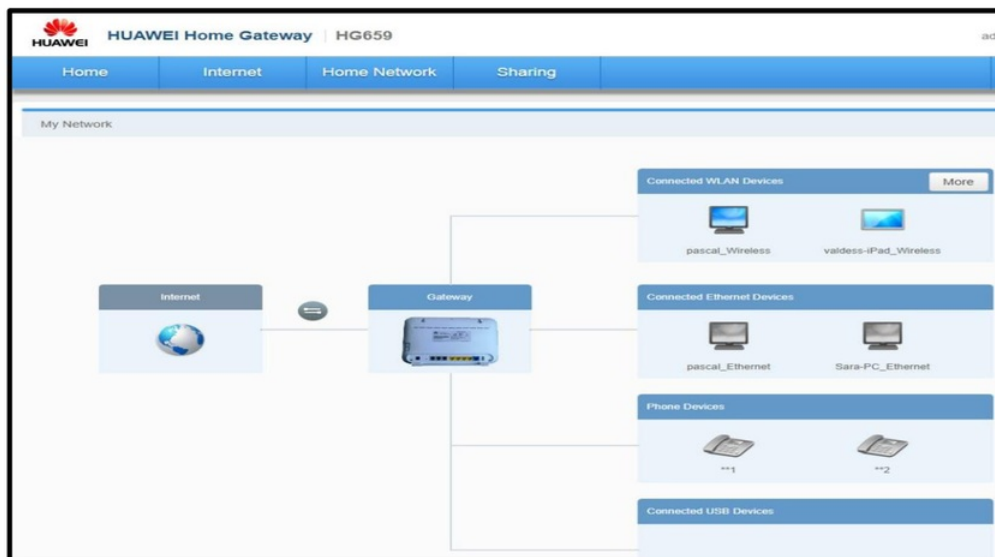 HUAWEI
HUAWEI Home Gateway HG659
ad
Home Internet Home Network Sharing
My Network
Connected WLAN Devices More
pascal_Wireless valdess-iPad_Wireless
Internet
Gateway
Connected Ethernet Devices
pascal_Ethernet Sara-PC_Ethernet
Phone Devices
**1 **2
Connected USB Devices